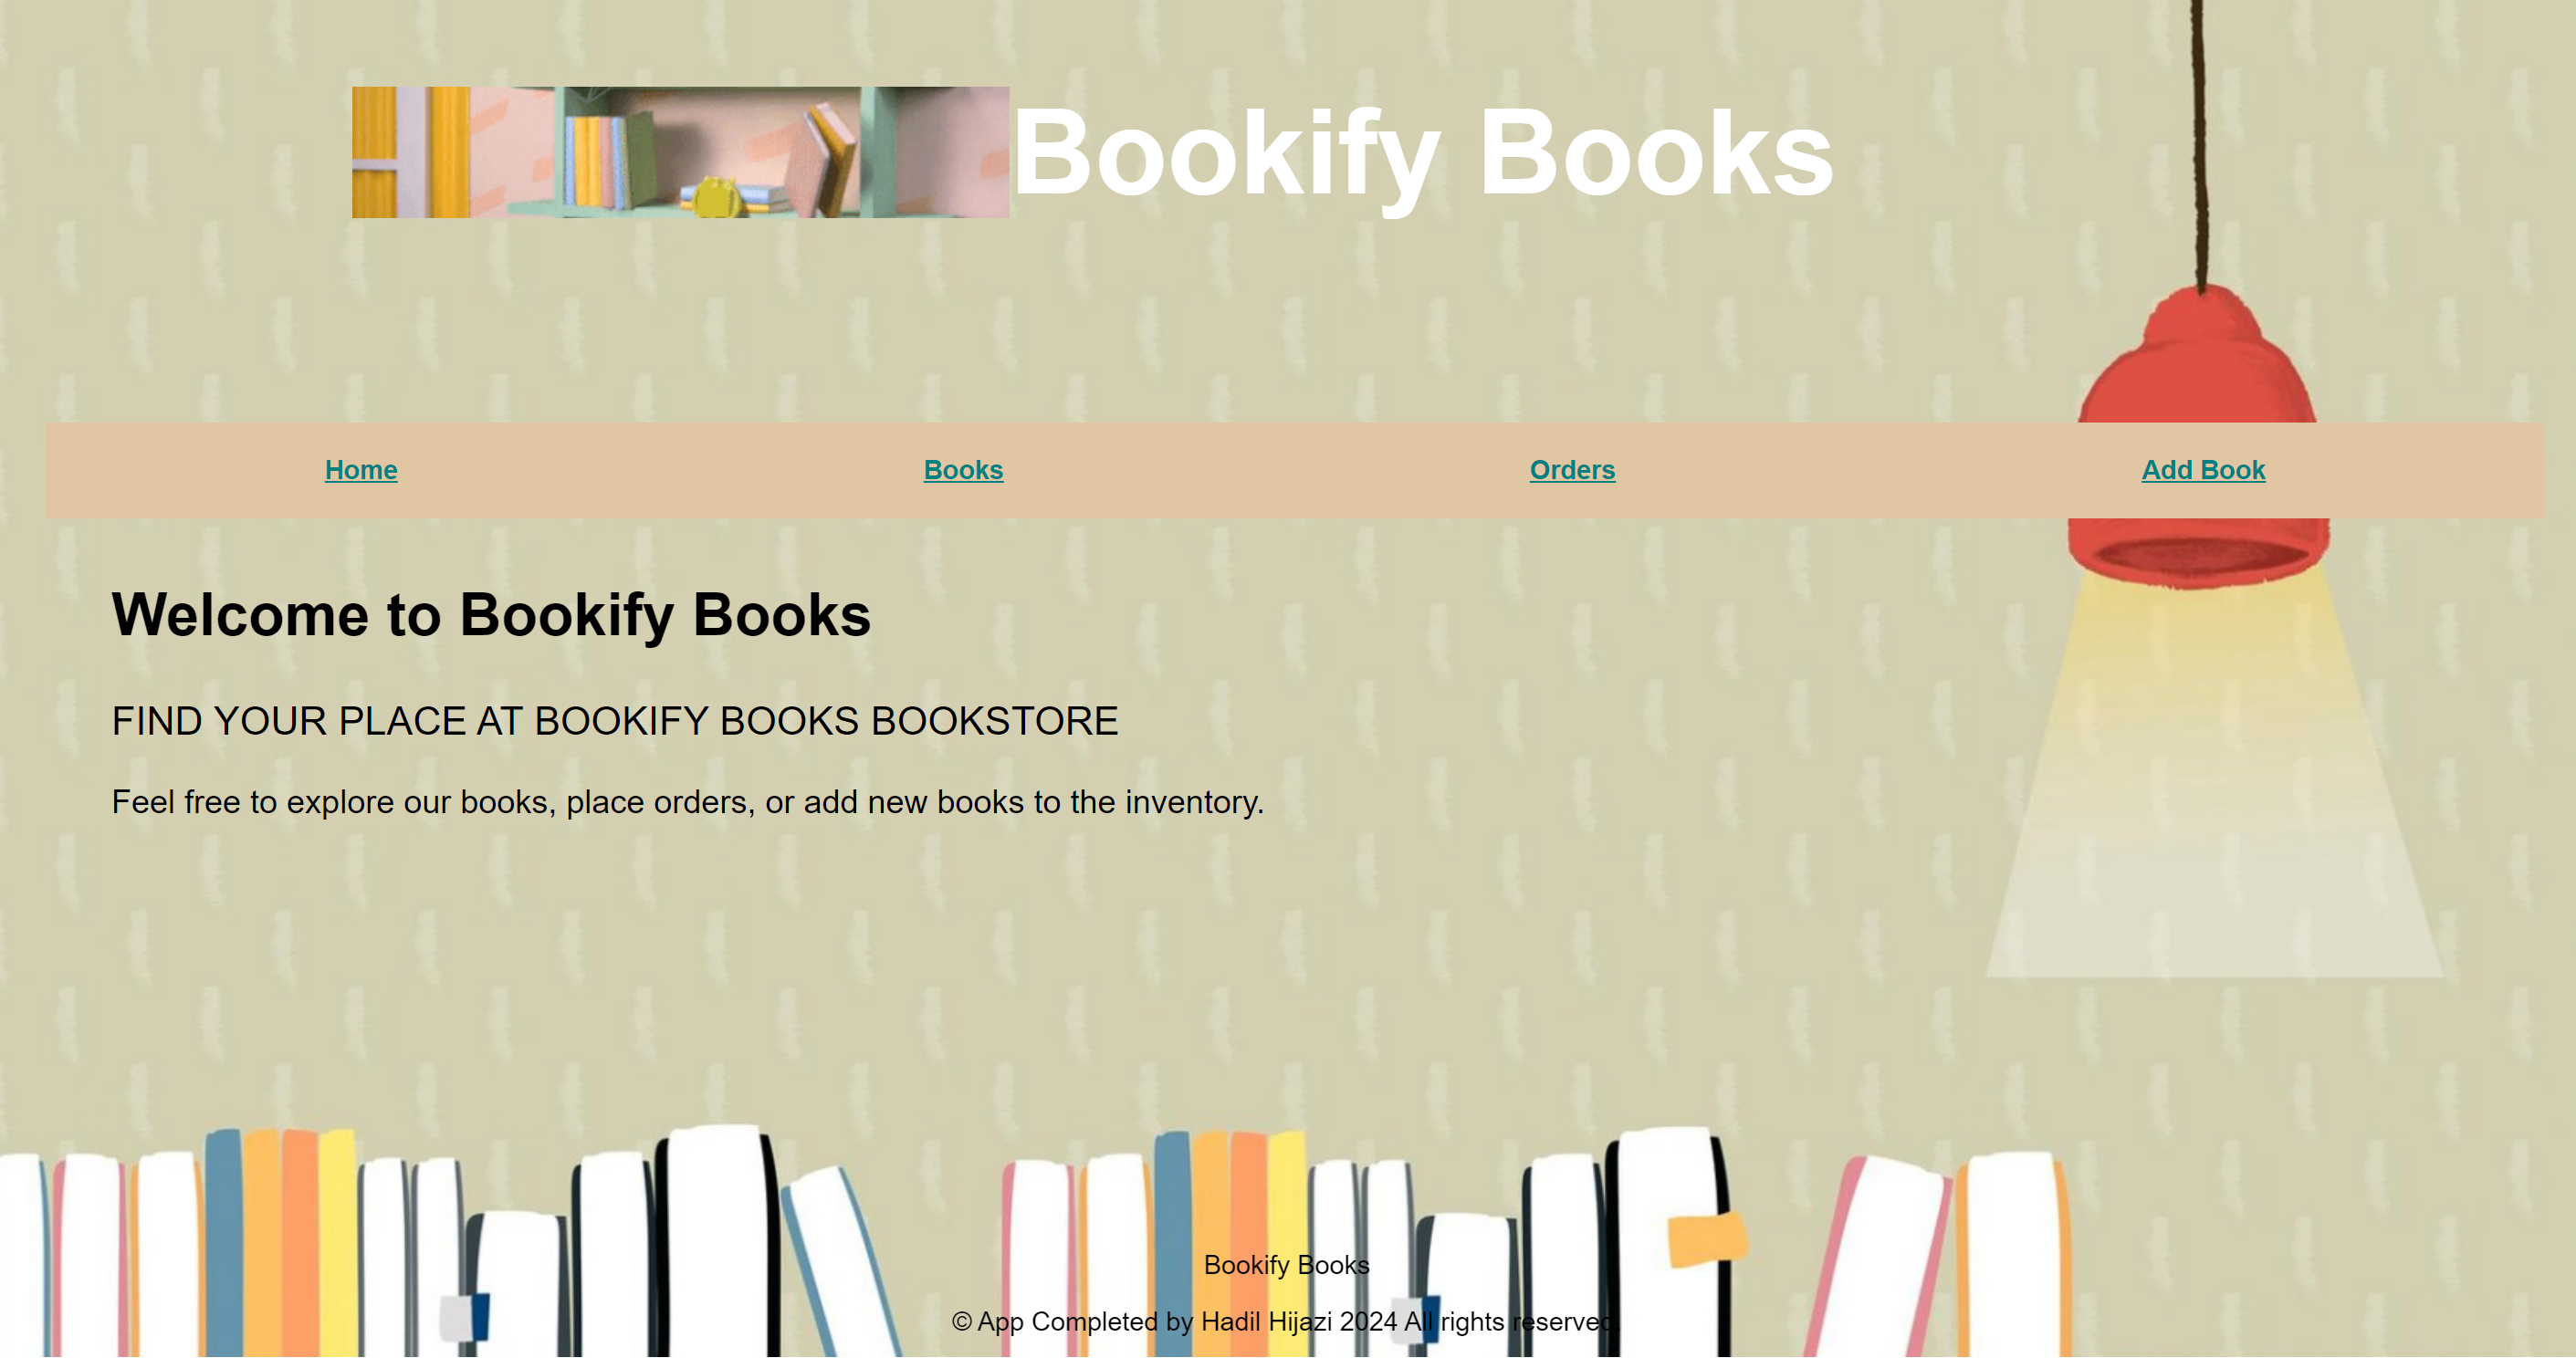 Bookify Books
Home
Books
Orders
Add Book
Welcome to Bookify Books
FIND YOUR PLACE AT BOOKIFY BOOKS BOOKSTORE
Feel free to explore our books, place orders, or add new books to the inventory.
Bookify Books
© App Completed by Hadil Hijazi 2024 All rights reserved.